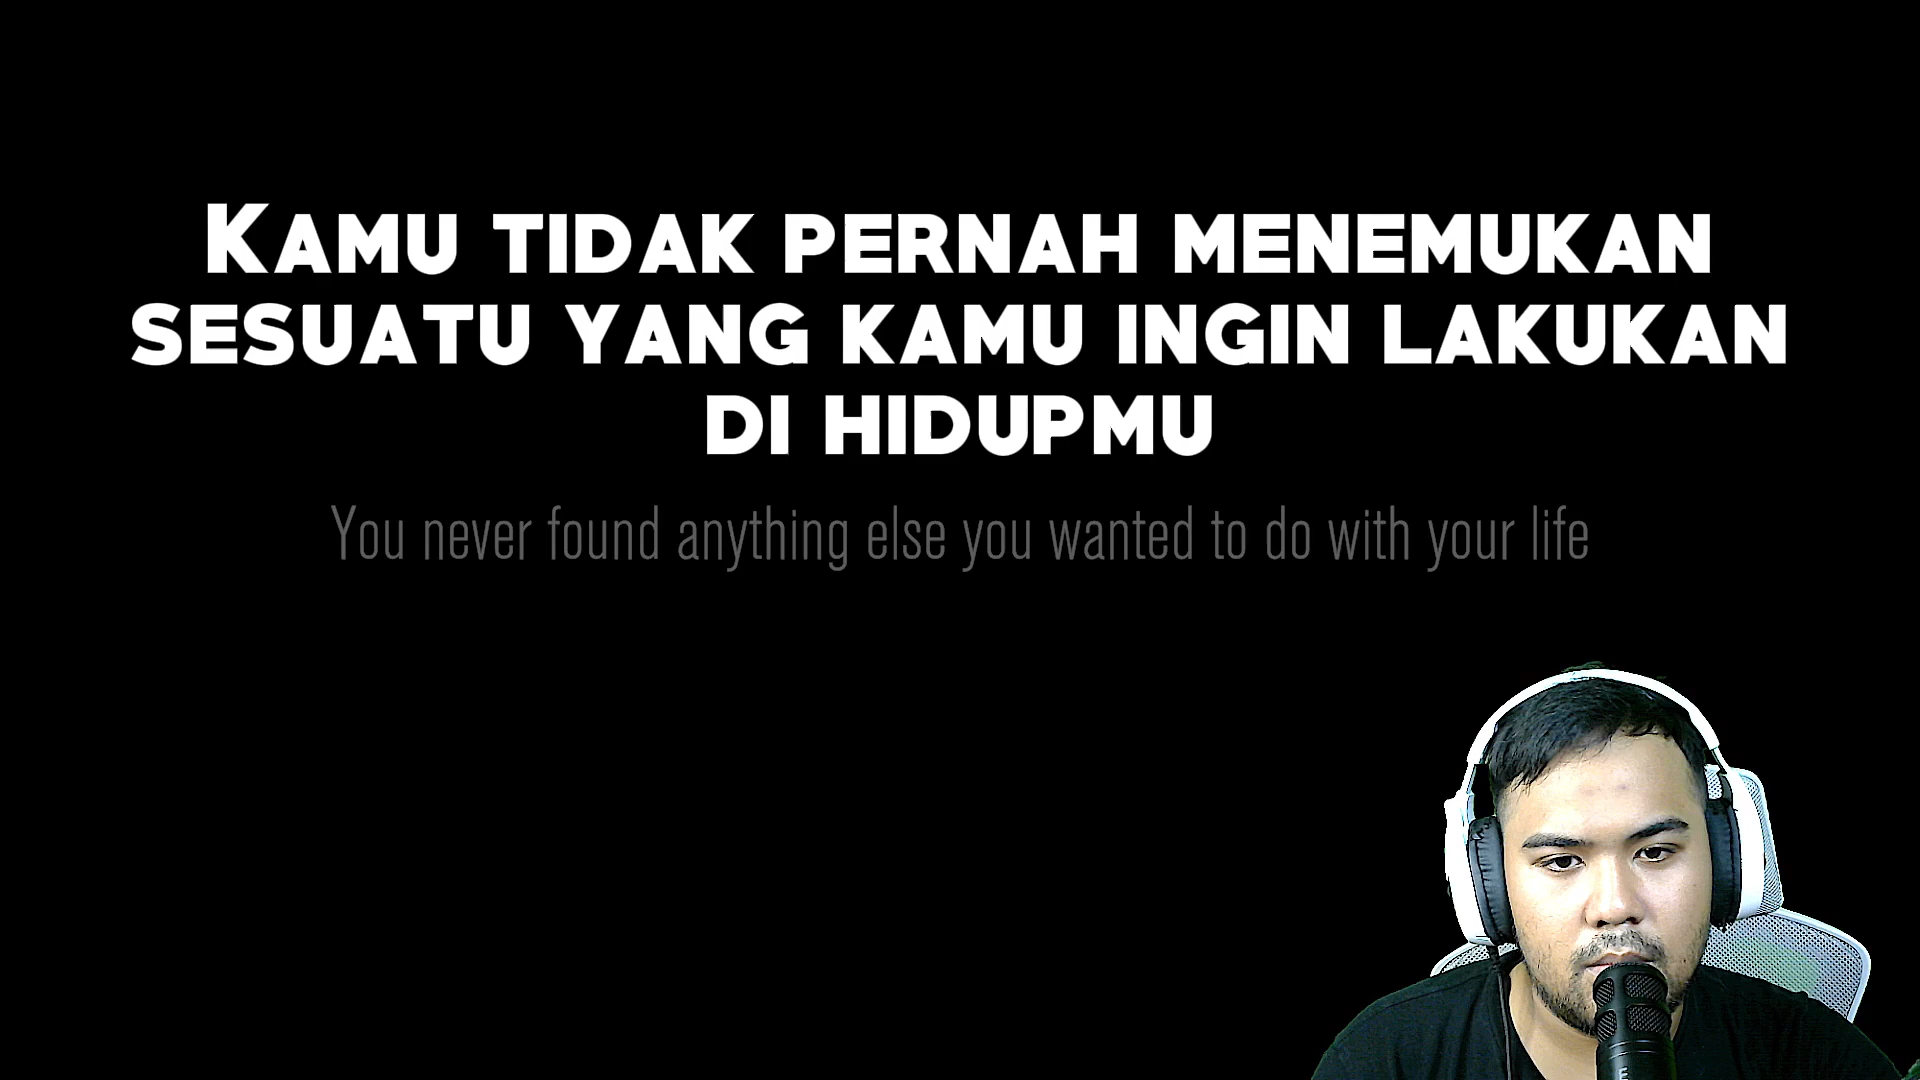 KAMU TIDAK PERNAH MENEMUKAN
SESUATU YANG KAMU INGIN LAKUKAN
DI HIDUPMU
You never found anything else you wanted to do with your life